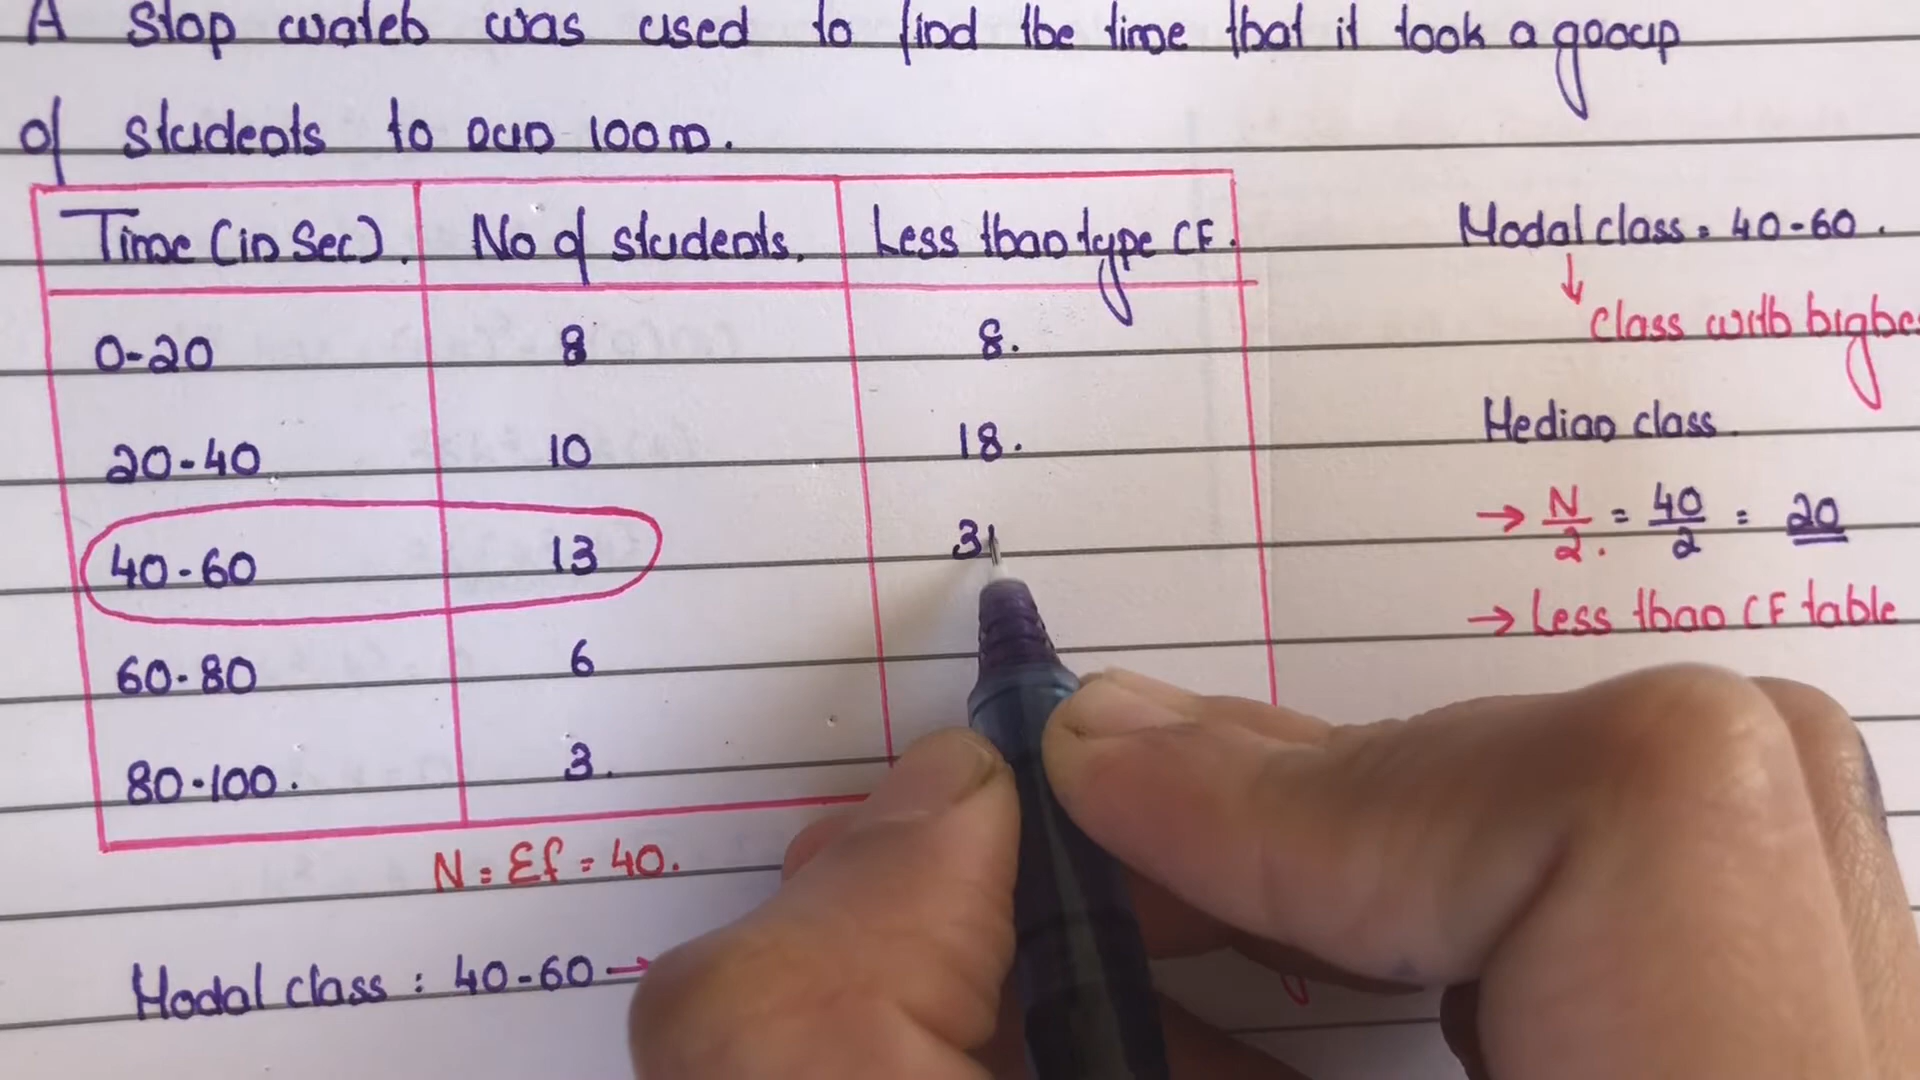 A stop watch was used to find the time that it took a group
of students to run 100m.
Time (in Sec). No of students. Less than type CF.
0-20 8 8.
20-40 10 18.
40-60 13 31
60-80 6
80-100. 3.
N = Σf = 40.
Modal class : 40-60 →
Modal class = 40-60.
↓
class with
Median class.
→ N/2. = 40/2 = 20
→ Less than CF table